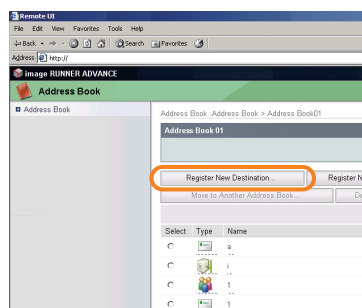 Remote UI
File Edit View Favorites Tools Help
Back Search Favorites
Address http://
image RUNNER ADVANCE
Address Book
Address Book
Address Book :Address Book > Address Book01
Address Book 01
Register New Destination... Register N
Move to Another Address Book... De
Select Type Name
a
i
1
1